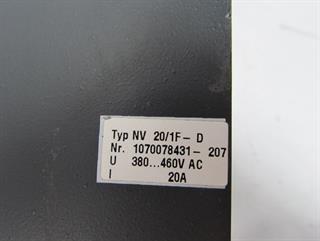 Typ NV 20/1F - D
Nr. 1070078431 - 207
U 380...460V AC
I 20A